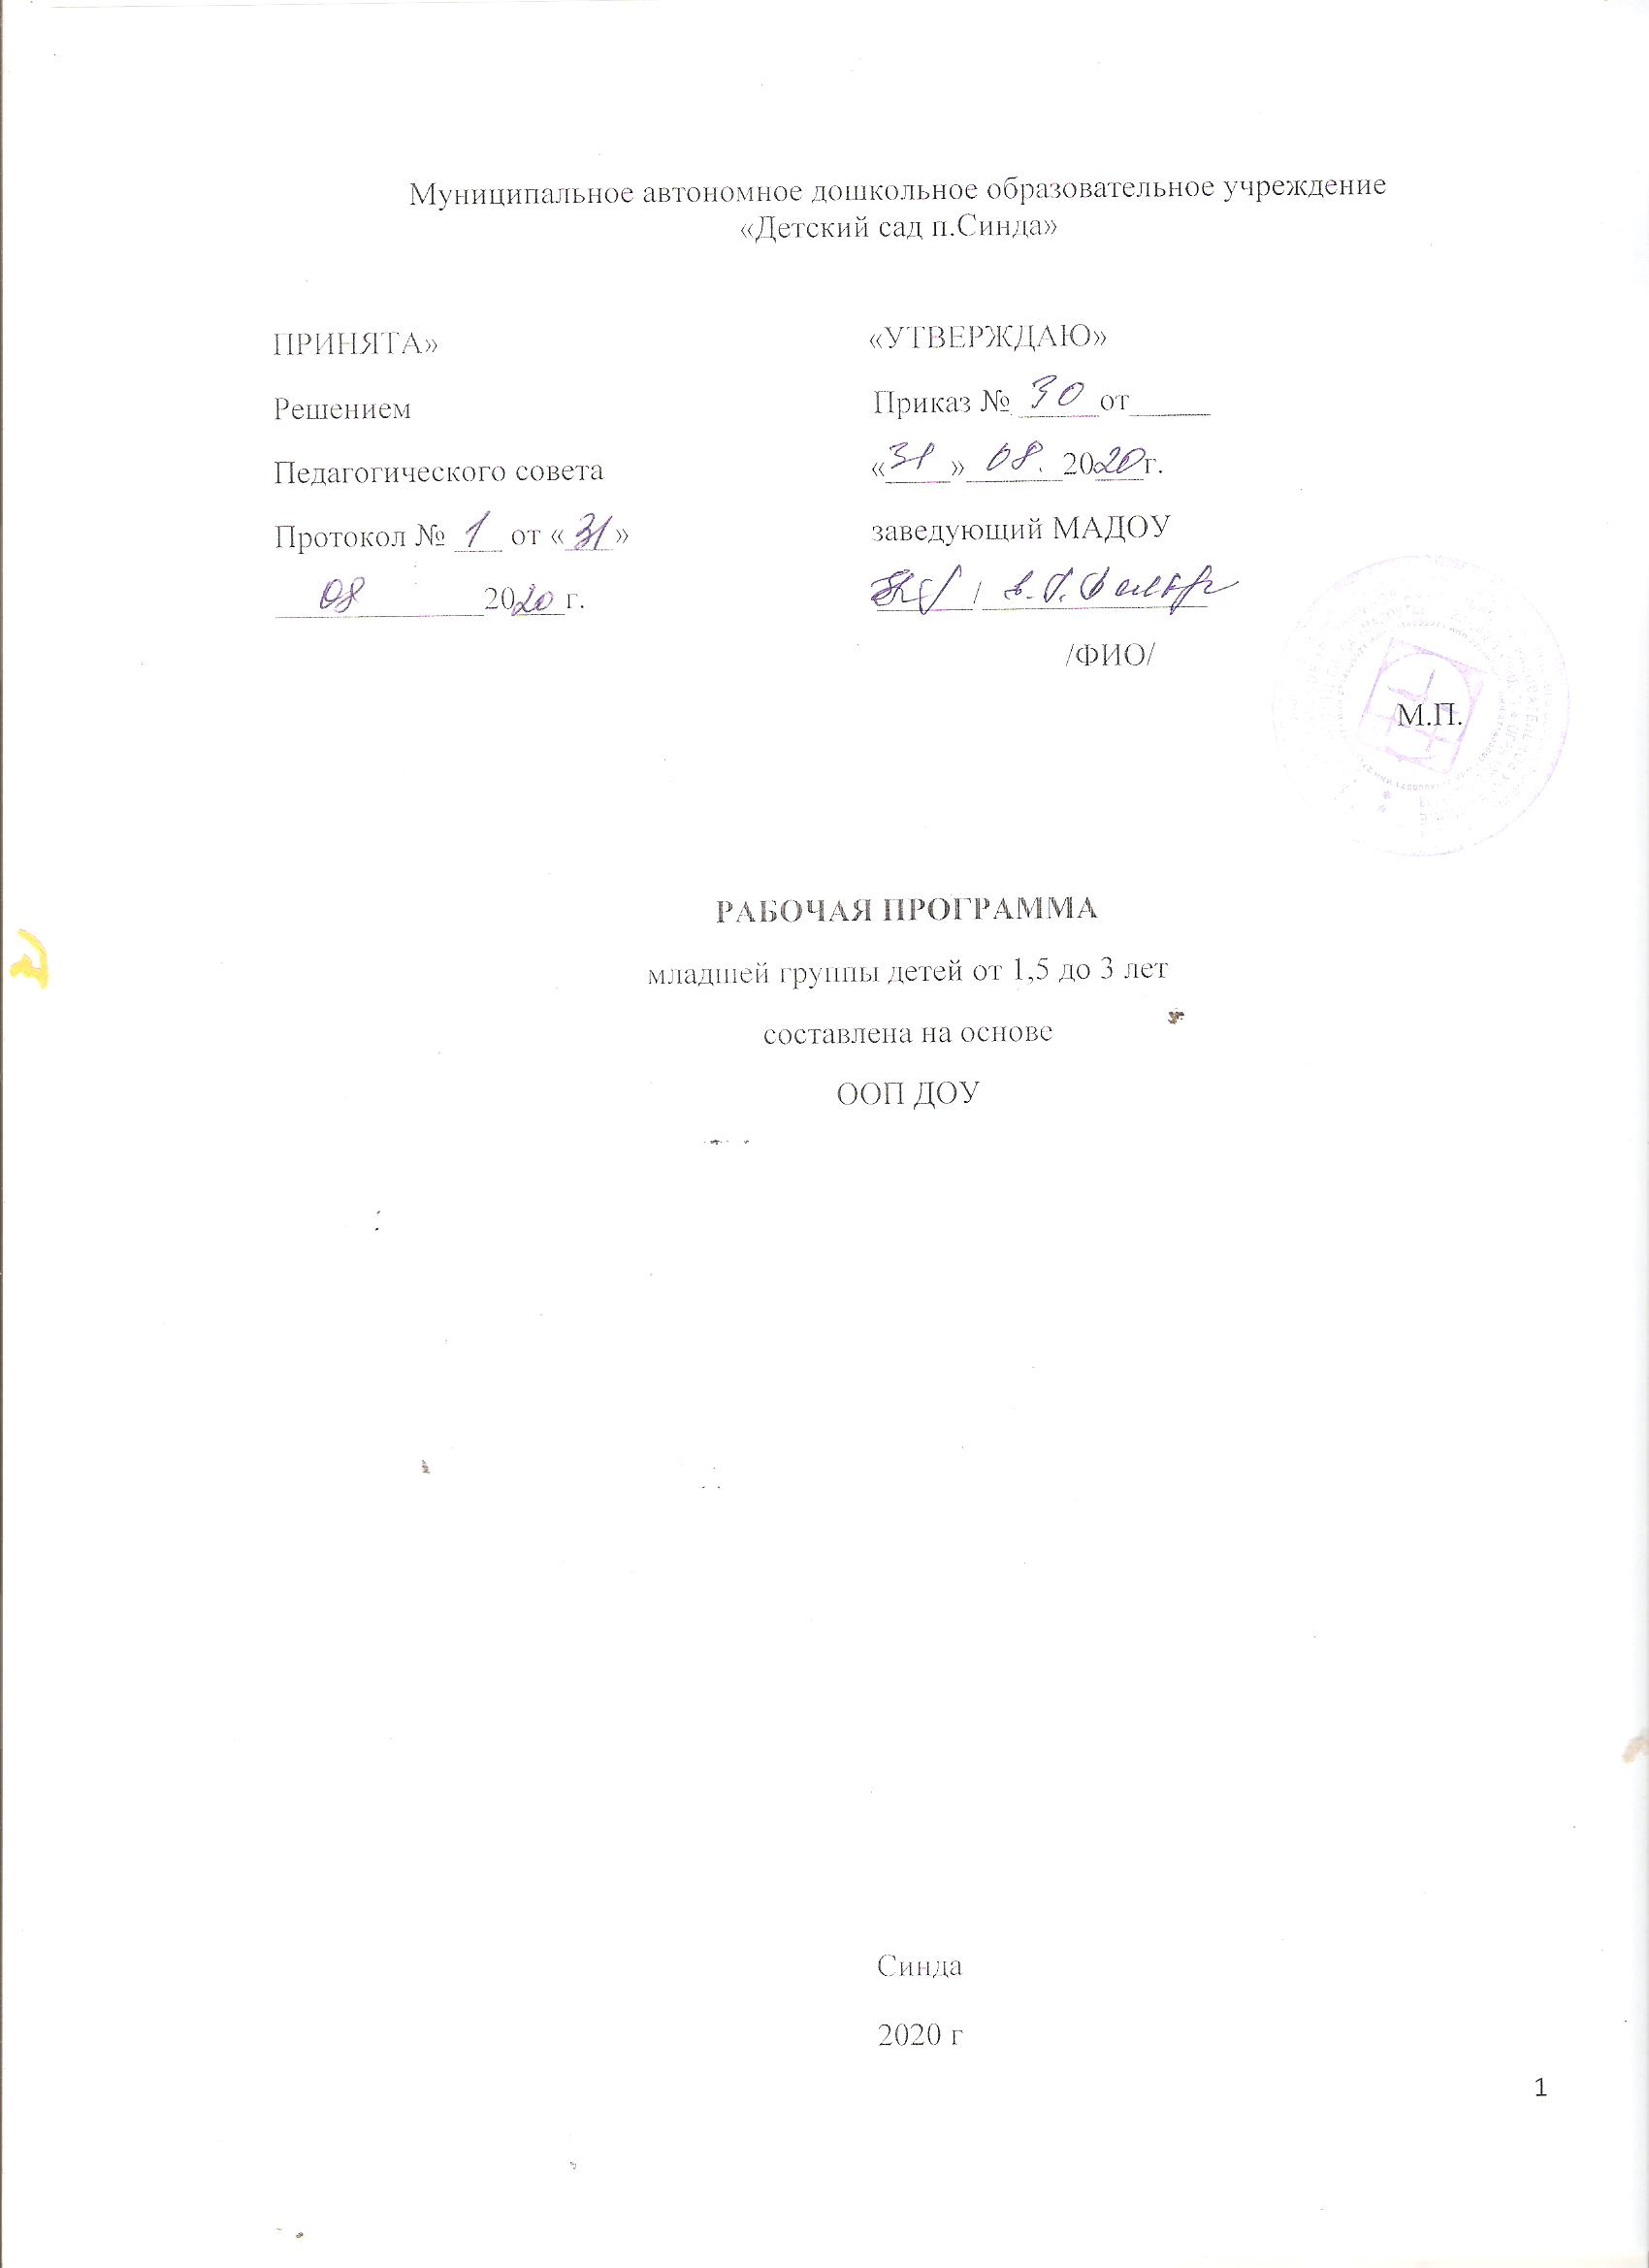 Муниципальное автономное дошкольное образовательное учреждение
«Детский сад п.Синда»
ПРИНЯТА»
Решением
Педагогического совета
Протокол № 1 от «31»
08 2020 г.
«УТВЕРЖДАЮ»
Приказ № 30 от
«31» 08. 2020 г.
заведующий МАДОУ
/ в.Г.
/ФИО/
М.П.
РАБОЧАЯ ПРОГРАММА
младшей группы детей от 1,5 до 3 лет
составлена на основе
ООП ДОУ
Синда
2020 г
1